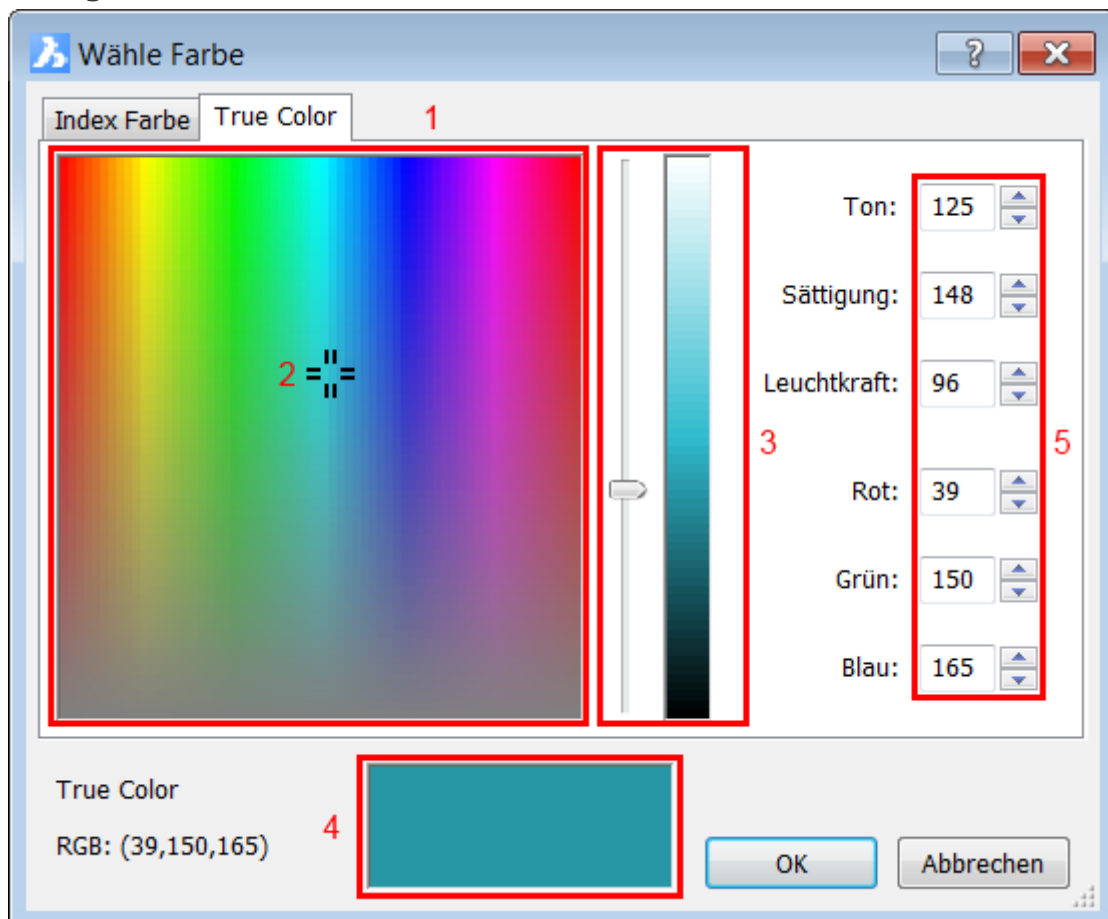 Wähle Farbe
Index Farbe True Color 1
Ton: 125
Sättigung: 148
2
Leuchtkraft: 96
3 5
Rot: 39
Grün: 150
Blau: 165
True Color
4
RGB: (39,150,165)
OK Abbrechen